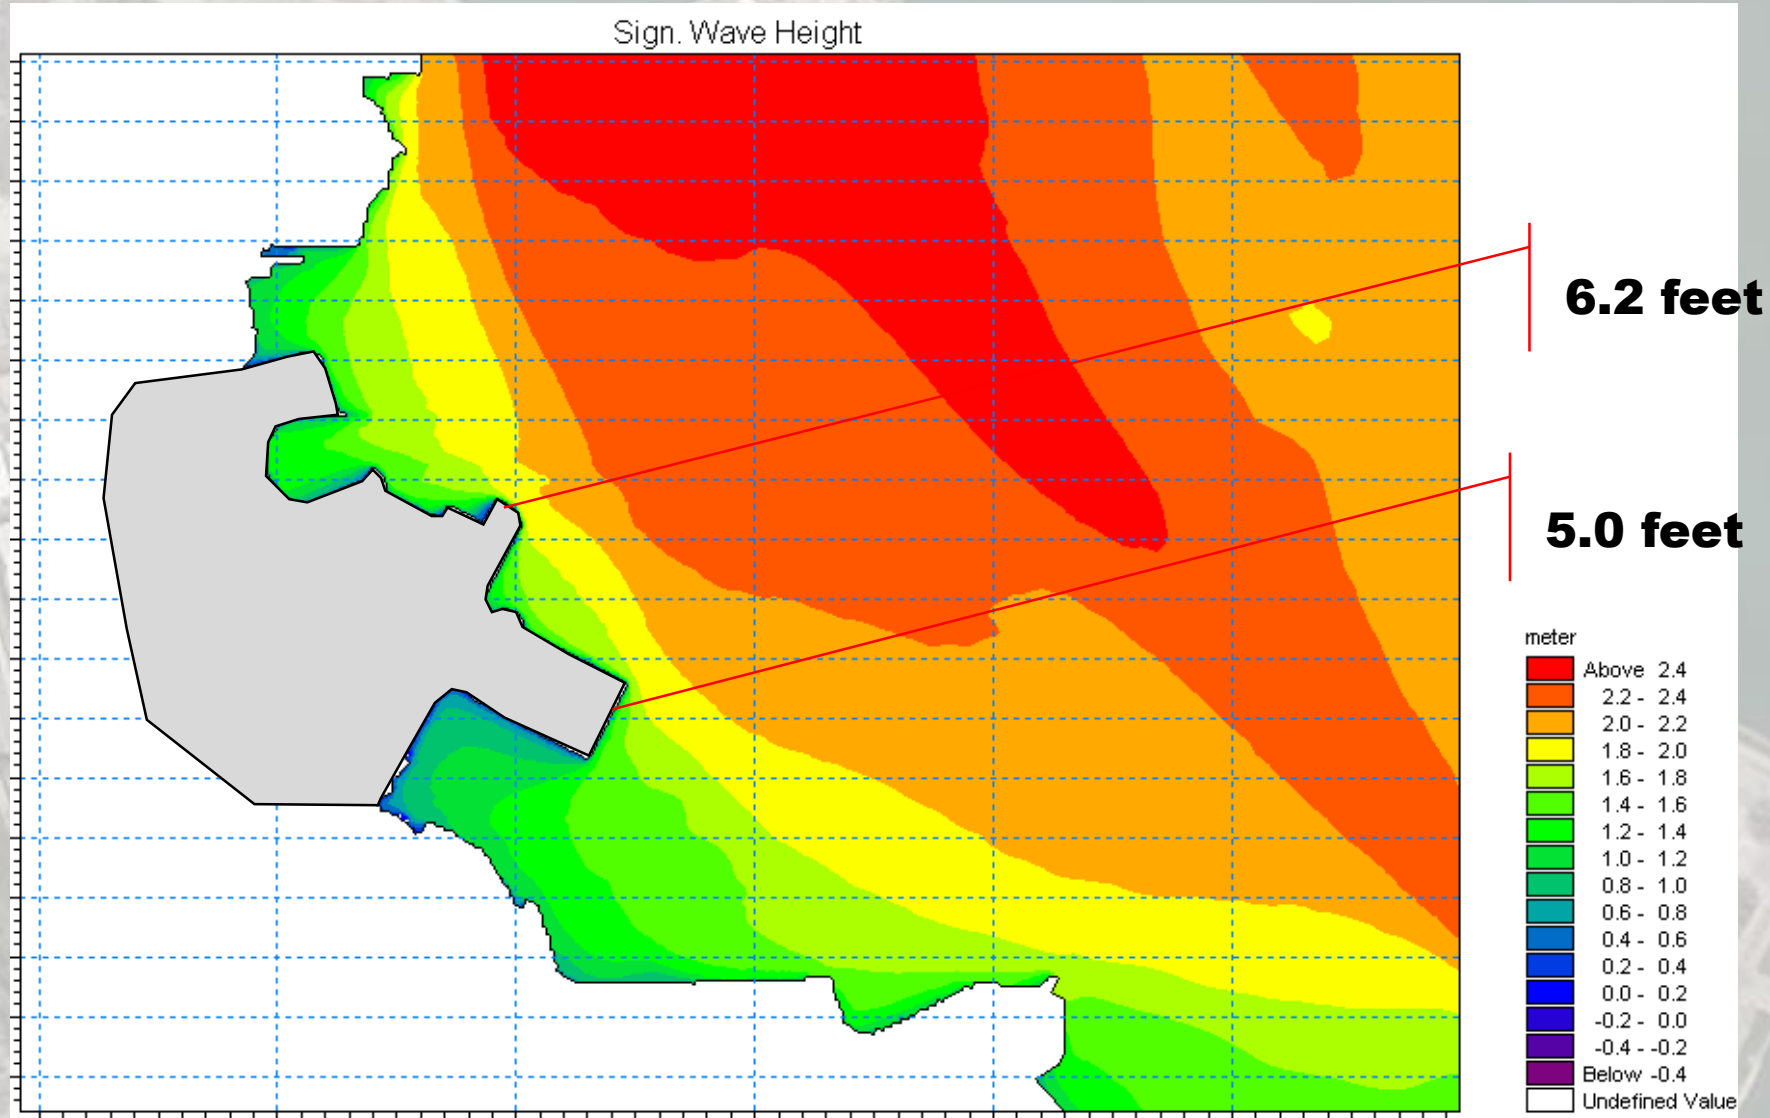 Sign. Wave Height
6.2 feet
5.0 feet
meter
Above 2.4
2.2 - 2.4
2.0 - 2.2
1.8 - 2.0
1.6 - 1.8
1.4 - 1.6
1.2 - 1.4
1.0 - 1.2
0.8 - 1.0
0.6 - 0.8
0.4 - 0.6
0.2 - 0.4
0.0 - 0.2
-0.2 - 0.0
-0.4 - -0.2
Below -0.4
Undefined Value